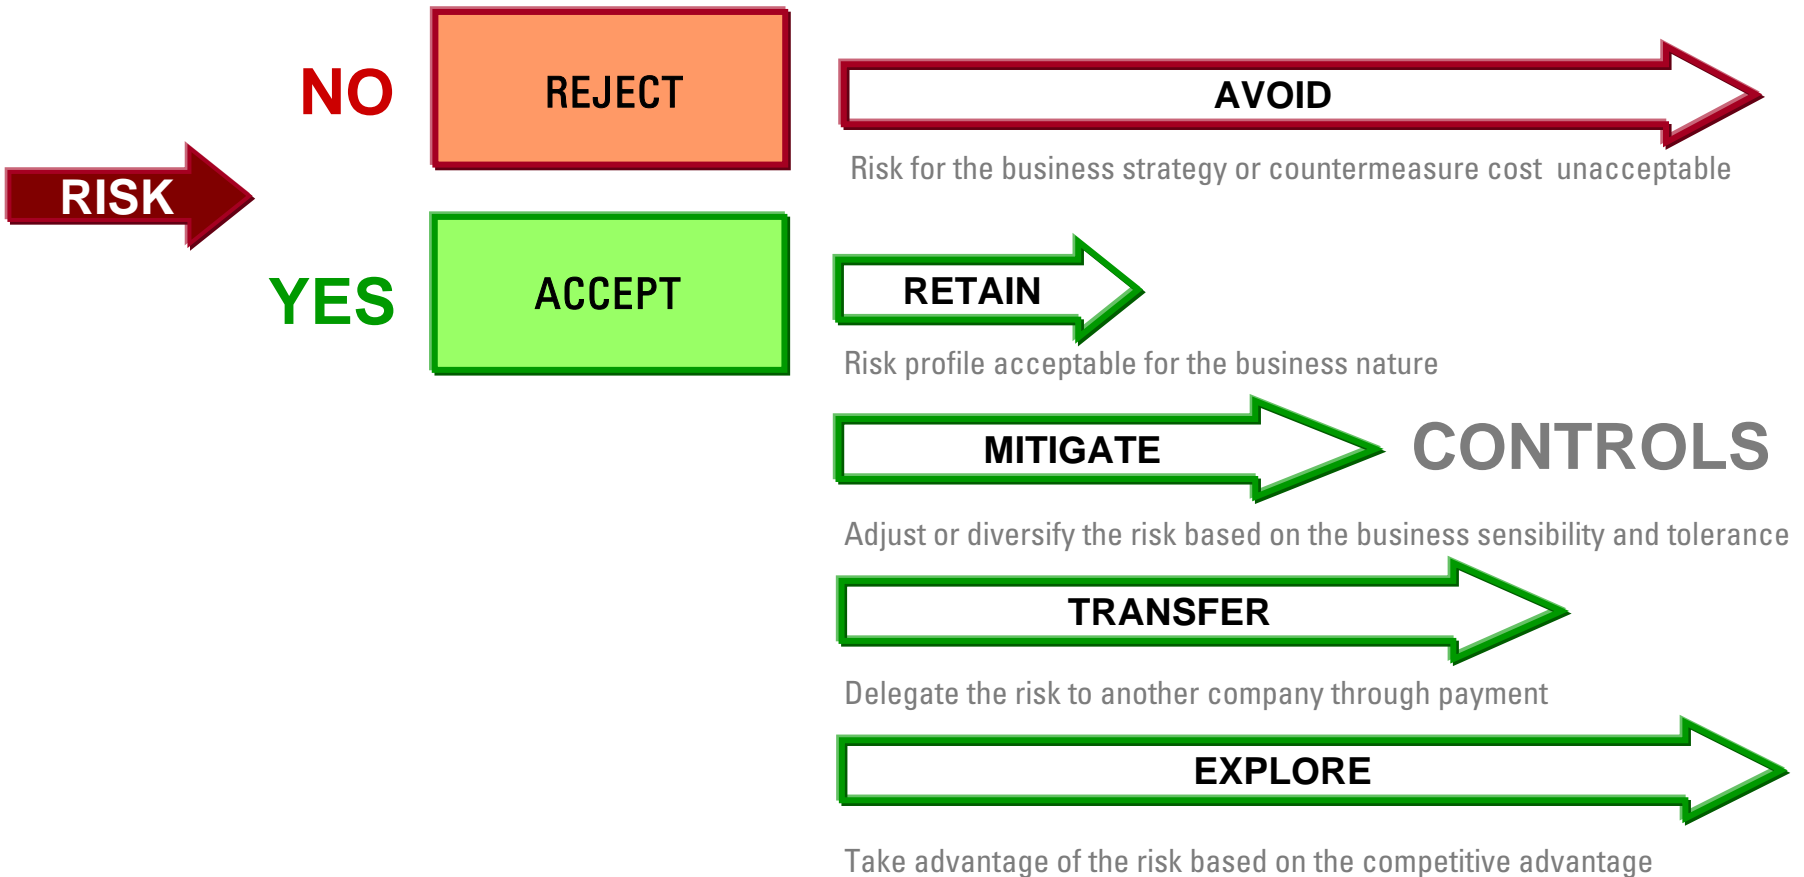 NO
REJECT
AVOID
Risk for the business strategy or countermeasure cost unacceptable
RISK
YES
ACCEPT
RETAIN
Risk profile acceptable for the business nature
MITIGATE
CONTROLS
Adjust or diversify the risk based on the business sensibility and tolerance
TRANSFER
Delegate the risk to another company through payment
EXPLORE
Take advantage of the risk based on the competitive advantage